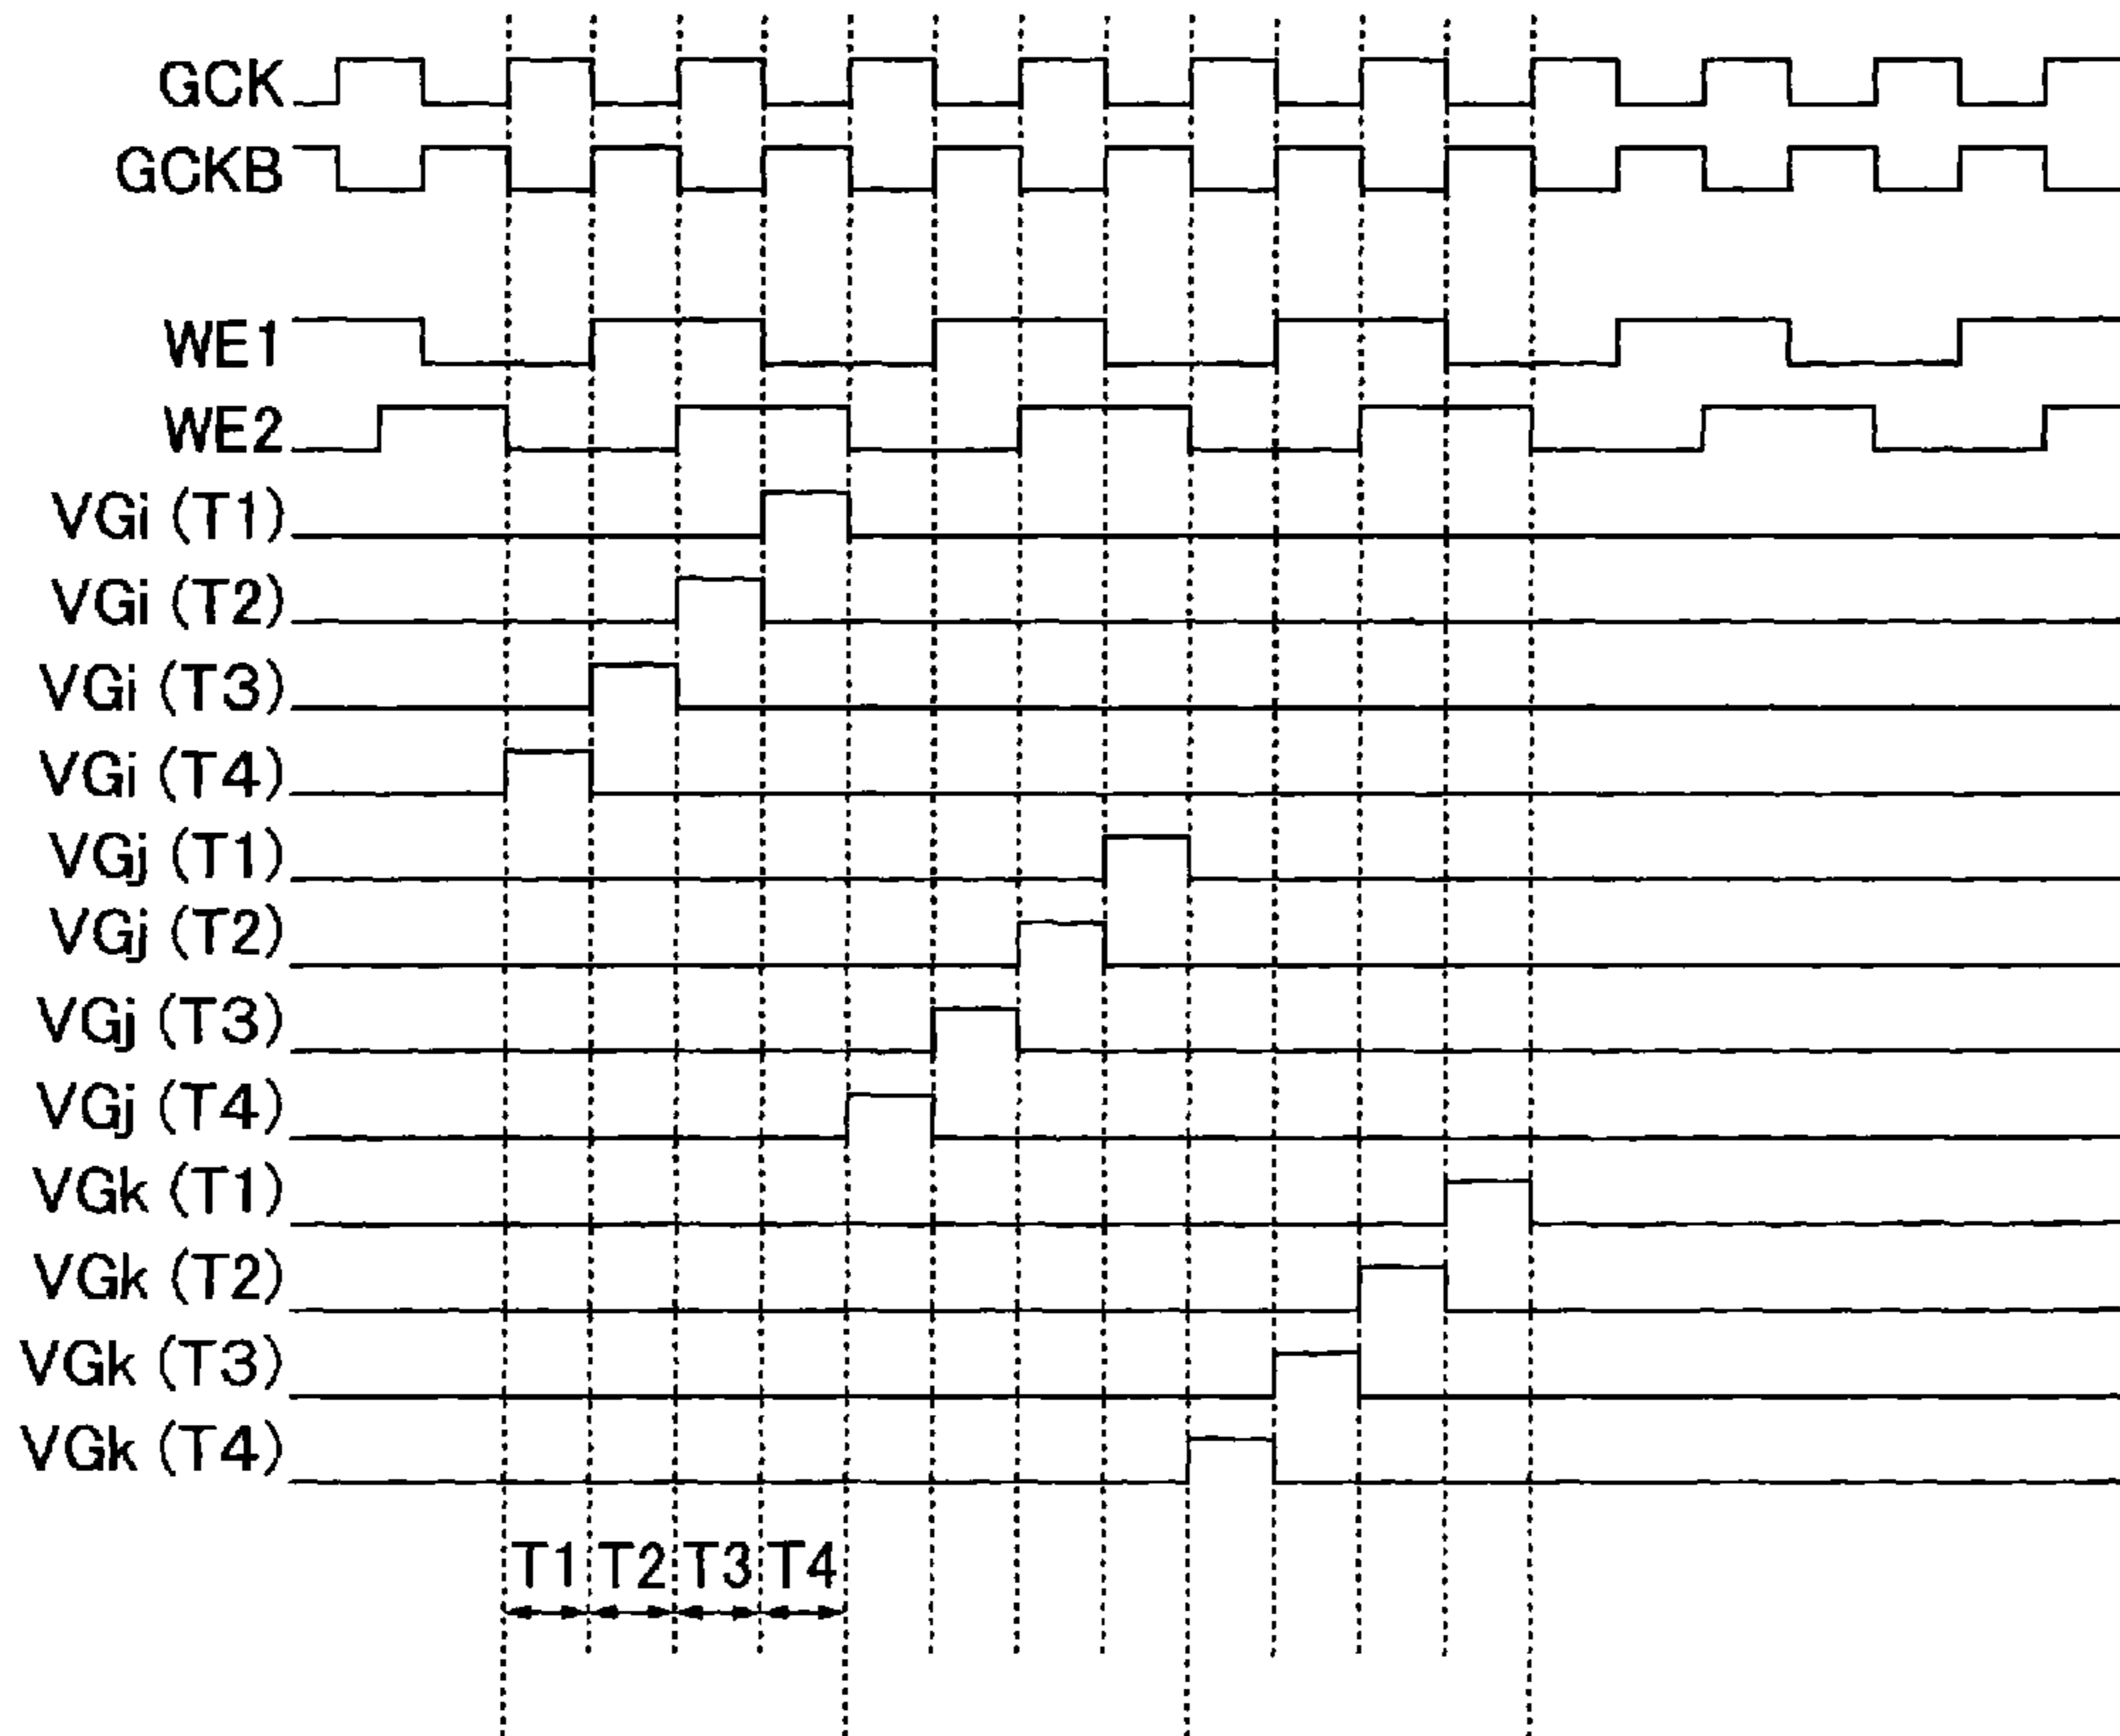 GCK
GCKB
WE1
WE2
VGi (T1)
VGi (T2)
VGi (T3)
VGi (T4)
VGj (T1)
VGj (T2)
VGj (T3)
VGj (T4)
VGk (T1)
VGk (T2)
VGk (T3)
VGk (T4)
T1 T2 T3 T4